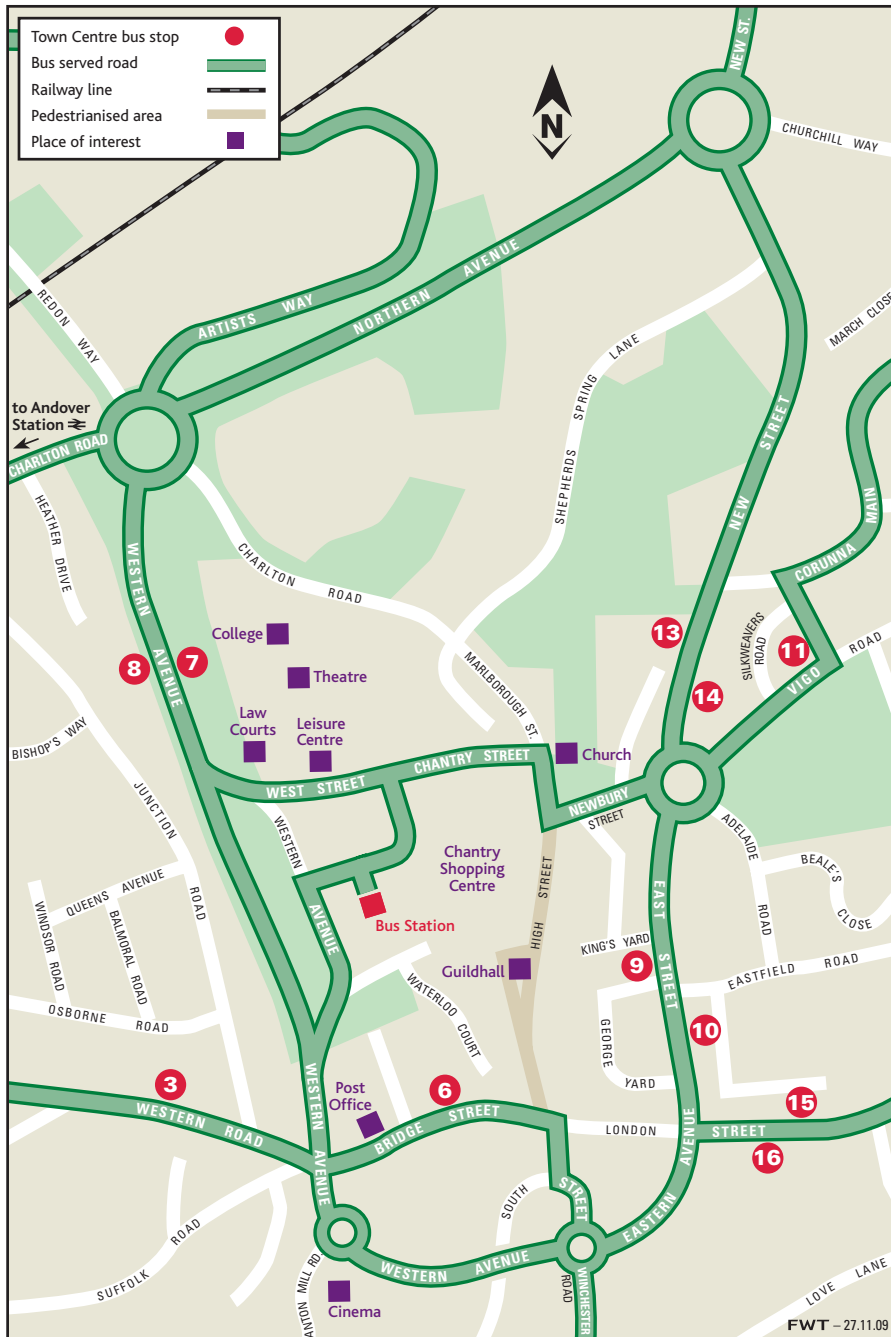 Town Centre bus stop
Bus served road
Railway line
Pedestrianised area
Place of interest
N
NEW ST.
CHURCHILL WAY
REDON WAY
ARTISTS WAY
NORTHERN AVENUE
MARCH CLOSE
SHEPHERDS SPRING LANE
NEW STREET
to Andover
Station
CHARLTON ROAD
HEATHER DRIVE
WESTERN AVENUE
CHARLTON ROAD
CORUNNA MAIN
College
13
SILKWEAVERS
ROAD
11
8
7
Theatre
MARLBOROUGH ST.
14
VIGO ROAD
Law
Courts
Leisure
Centre
BISHOP'S WAY
WEST STREET
CHANTRY STREET
Church
NEWBURY
STREET
JUNCTION ROAD
WESTERN AVENUE
Chantry
Shopping
Centre
ADELAIDE ROAD
BEALE'S CLOSE
QUEENS AVENUE
WINDSOR ROAD
BALMORAL ROAD
Bus Station
HIGH STREET
EAST STREET
KING'S YARD
9
Guildhall
EASTFIELD ROAD
OSBORNE ROAD
WATERLOO COURT
GEORGE YARD
10
3
WESTERN ROAD
WESTERN AVENUE
Post
Office
6
BRIDGE STREET
15
LONDON STREET
16
SOUTH STREET
EASTERN AVENUE
SUFFOLK ROAD
WESTERN AVENUE
ANTON MILL RD.
WINCHESTER
ROAD
Cinema
LOVE LANE
FWT – 27.11.09